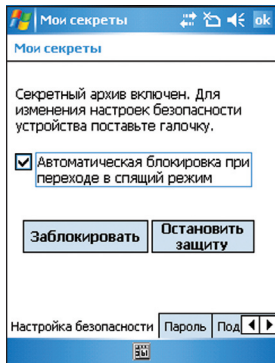 Мои секреты ok
Мои секреты
Секретный архив включен. Для
изменения настроек безопасности
устройства поставьте галочку.
Автоматическая блокировка при
переходе в спящий режим
Заблокировать
Остановить
защиту
Настройка безопасности Пароль Под